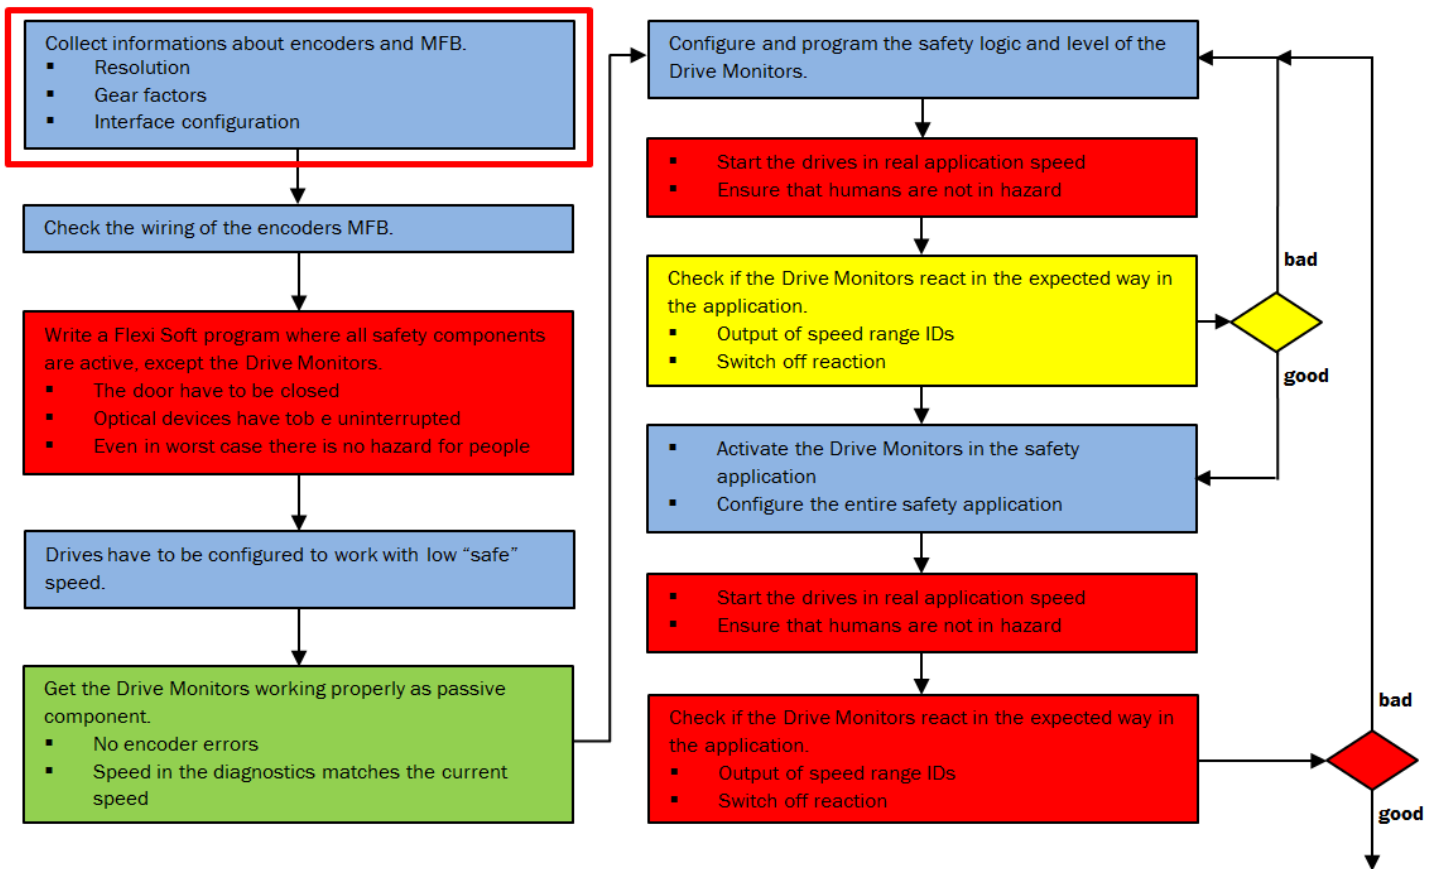 Collect informations about encoders and MFB.
▪ Resolution
▪ Gear factors
▪ Interface configuration
Check the wiring of the encoders MFB.
Write a Flexi Soft program where all safety components
are active, except the Drive Monitors.
▪ The door have to be closed
▪ Optical devices have tob e uninterrupted
▪ Even in worst case there is no hazard for people
Drives have to be configured to work with low “safe”
speed.
Get the Drive Monitors working properly as passive
component.
▪ No encoder errors
▪ Speed in the diagnostics matches the current
speed
Configure and program the safety logic and level of the
Drive Monitors.
▪ Start the drives in real application speed
▪ Ensure that humans are not in hazard
Check if the Drive Monitors react in the expected way in
the application.
▪ Output of speed range IDs
▪ Switch off reaction
bad
good
▪ Activate the Drive Monitors in the safety
application
▪ Configure the entire safety application
▪ Start the drives in real application speed
▪ Ensure that humans are not in hazard
Check if the Drive Monitors react in the expected way in
the application.
▪ Output of speed range IDs
▪ Switch off reaction
bad
good